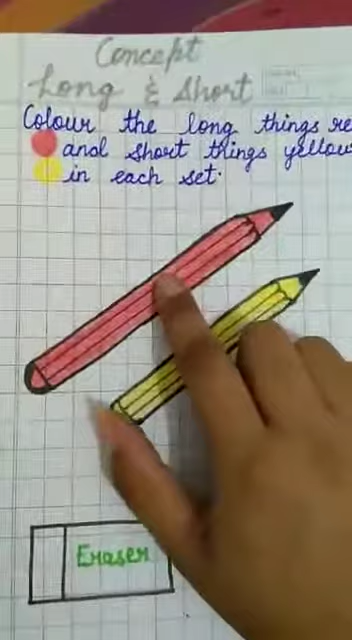 Concept
Long & Short
Colour the long things re
and short things yellow
in each set.
Eraser